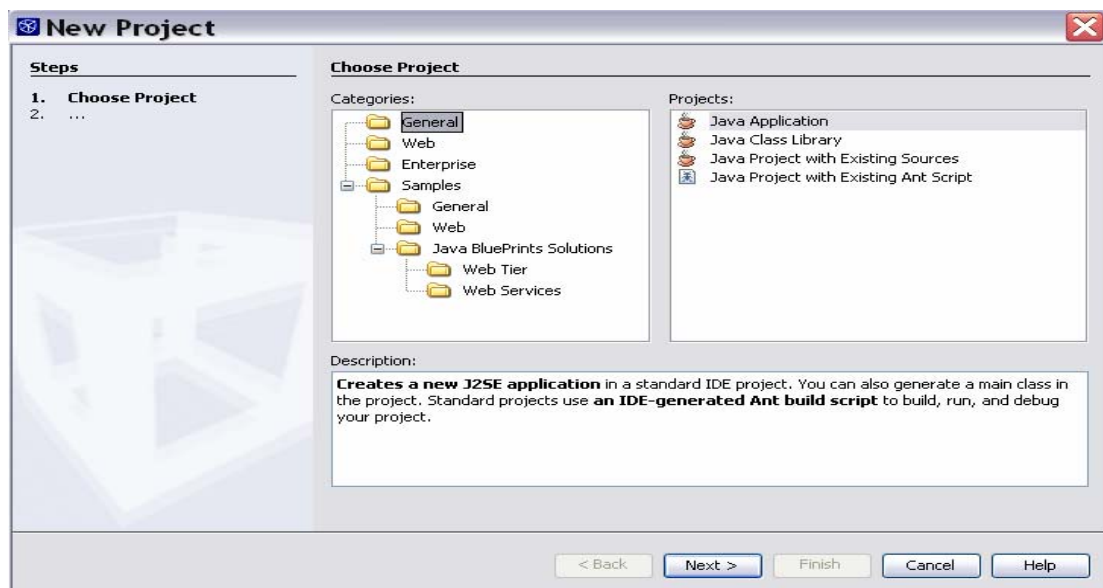 New Project
Steps
1. Choose Project
2. ...
Choose Project
Categories:
General
Web
Enterprise
Samples
General
Web
Java BluePrints Solutions
Web Tier
Web Services
Projects:
Java Application
Java Class Library
Java Project with Existing Sources
Java Project with Existing Ant Script
Description:
Creates a new J2SE application in a standard IDE project. You can also generate a main class in
the project. Standard projects use an IDE-generated Ant build script to build, run, and debug
your project.
< Back
Next >
Finish
Cancel
Help